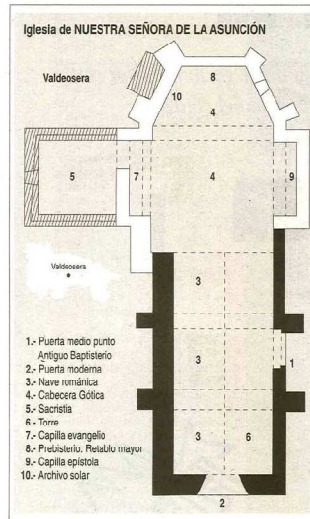 Iglesia de NUESTRA SEÑORA DE LA ASUNCIÓN
Valdeosera
8
10
4
5
7
4
9
Valdeosera
3
3
1
3
6
2
1.- Puerta medio punto
Antiguo Baptisterio
2.- Puerta moderna
3.- Nave románica
4.- Cabecera Gótica
5.- Sacristía
6.- Torre
7.- Capilla evangelio
8.- Prebisterio. Retablo mayor
9.- Capilla epístola
10.- Archivo solar